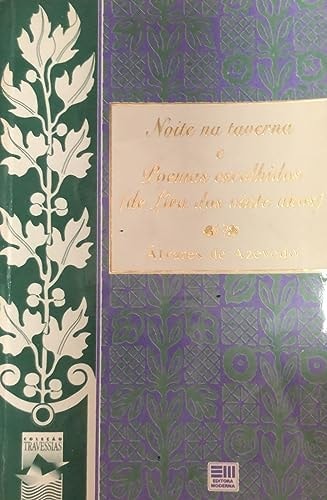 Noite na taverna
e
Poemas escolhidos
(de Lira dos vinte anos)
Álvares de Azevedo
COLEÇÃO
TRAVESSIAS
EDITORA
MODERNA